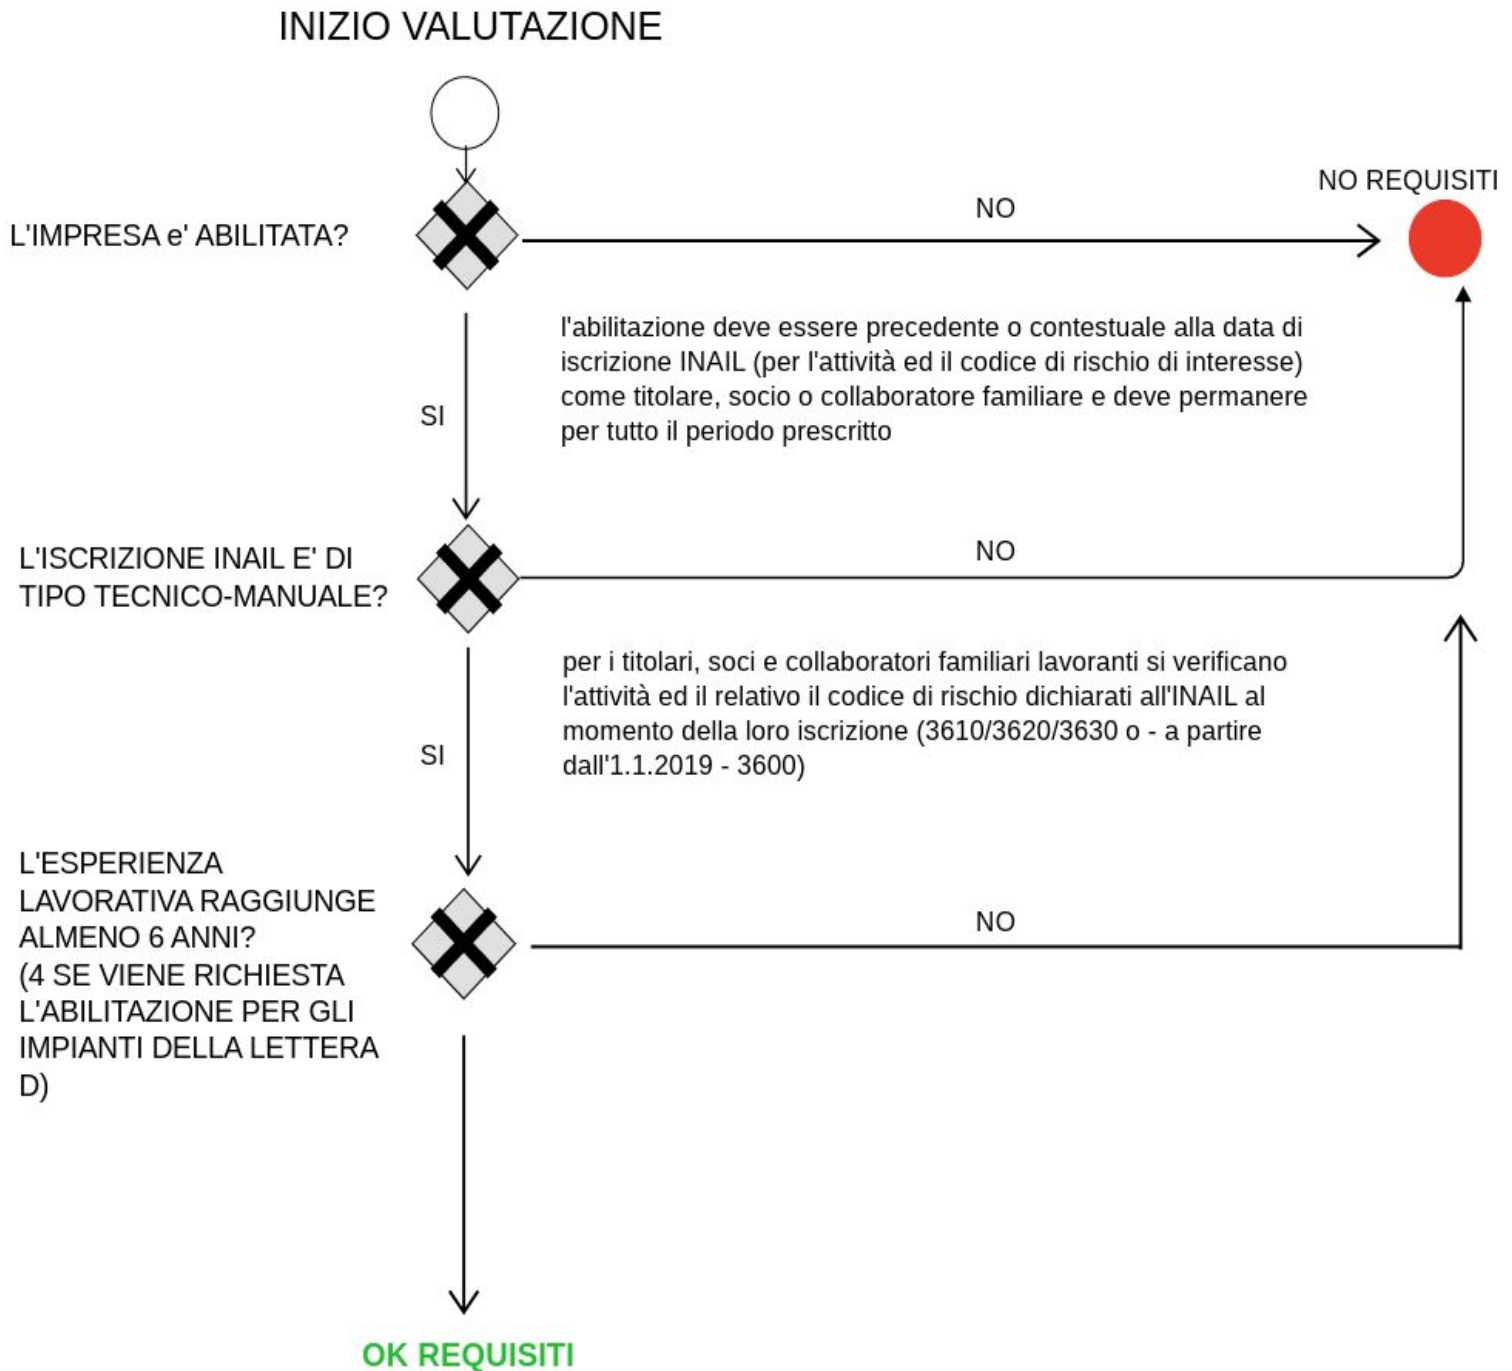 INIZIO VALUTAZIONE
NO REQUISITI
NO
L'IMPRESA e' ABILITATA?
l'abilitazione deve essere precedente o contestuale alla data di
iscrizione INAIL (per l'attività ed il codice di rischio di interesse)
come titolare, socio o collaboratore familiare e deve permanere
per tutto il periodo prescritto
SI
NO
L'ISCRIZIONE INAIL E' DI
TIPO TECNICO-MANUALE?
per i titolari, soci e collaboratori familiari lavoranti si verificano
l'attività ed il relativo il codice di rischio dichiarati all'INAIL al
momento della loro iscrizione (3610/3620/3630 o - a partire
dall'1.1.2019 - 3600)
SI
L'ESPERIENZA
LAVORATIVA RAGGIUNGE
ALMENO 6 ANNI?
(4 SE VIENE RICHIESTA
L'ABILITAZIONE PER GLI
IMPIANTI DELLA LETTERA
D)
NO
OK REQUISITI